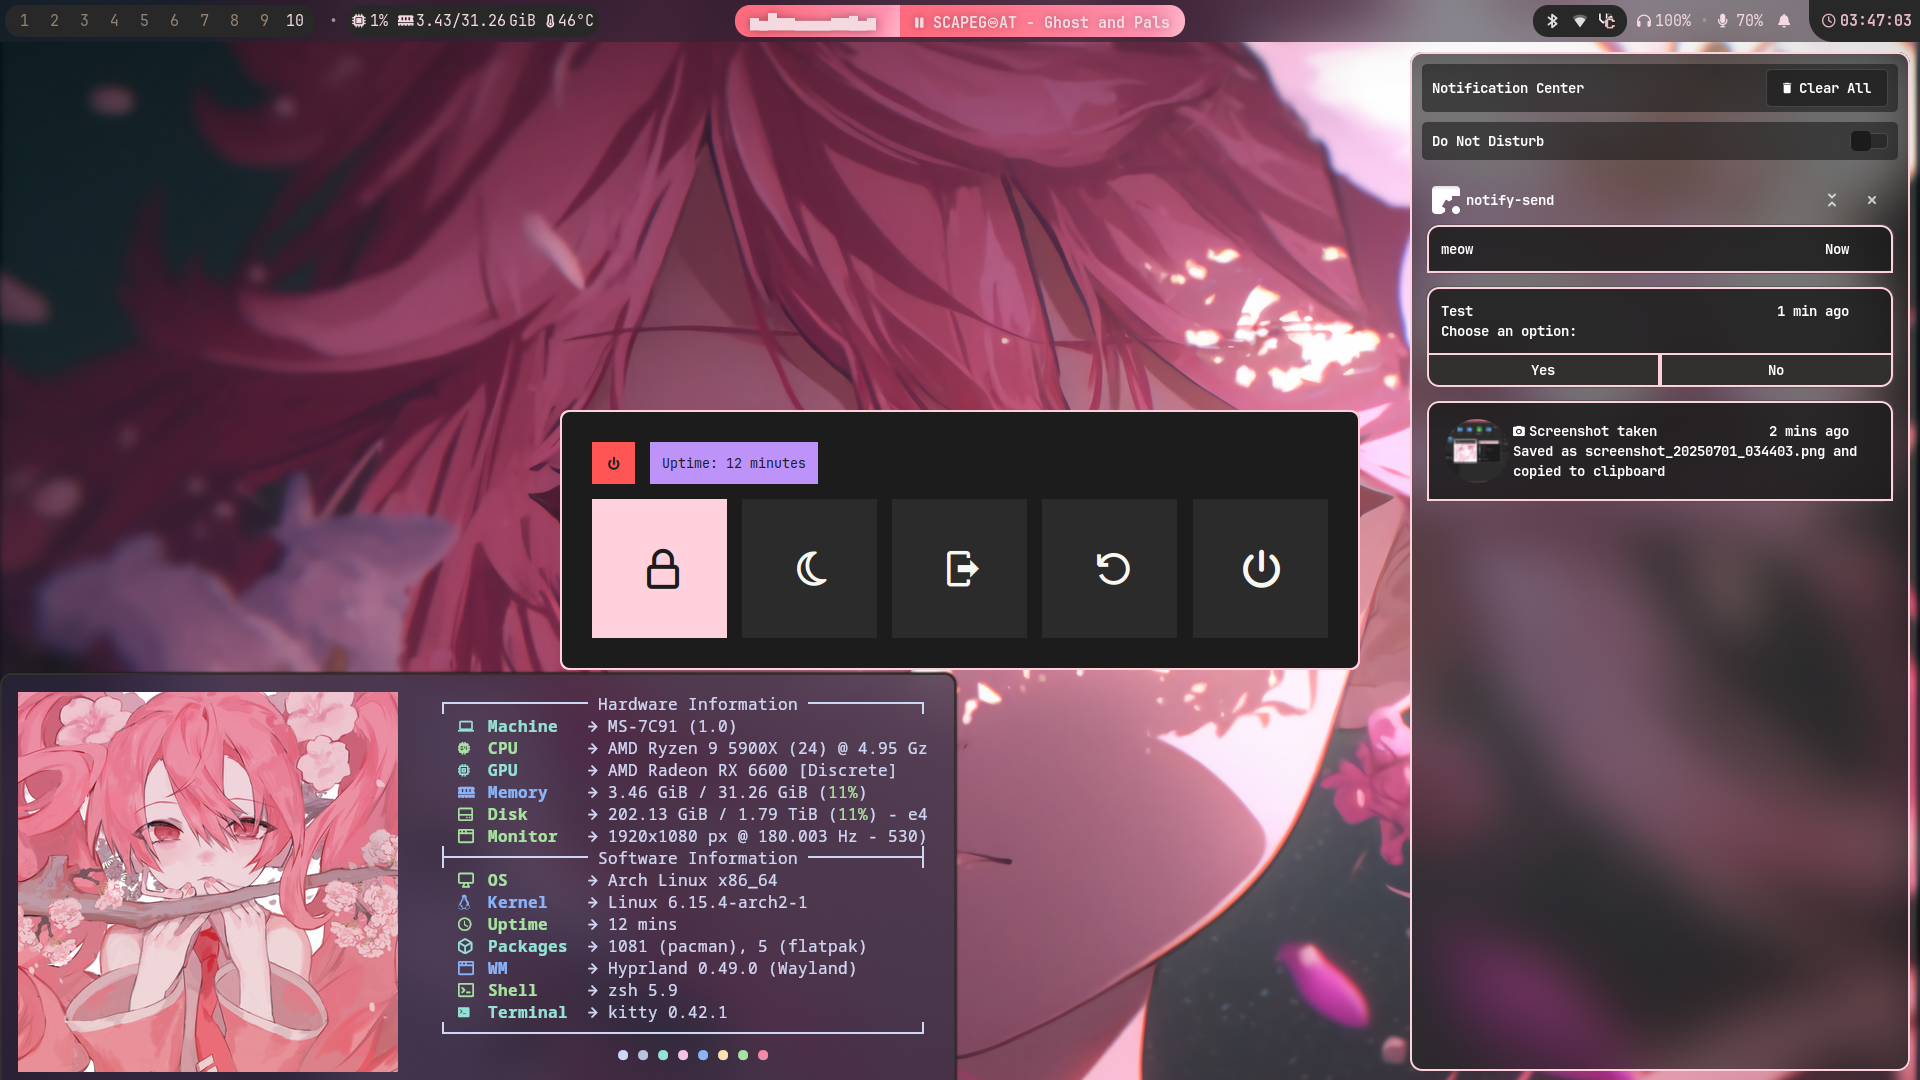 1 2 3 4 5 6 7 8 9 10 • 1% 3.43/31.26 GiB 46°C
SCAPEG♾AT - Ghost and Pals
100% • 70% 03:47:03
Notification Center
Clear All
Do Not Disturb
notify-send
meow Now
Test 1 min ago
Choose an option:
Yes No
Screenshot taken 2 mins ago
Saved as screenshot_20250701_034403.png and
copied to clipboard
Uptime: 12 minutes
Hardware Information
Machine → MS-7C91 (1.0)
CPU → AMD Ryzen 9 5900X (24) @ 4.95 Gz
GPU → AMD Radeon RX 6600 [Discrete]
Memory → 3.46 GiB / 31.26 GiB (11%)
Disk → 202.13 GiB / 1.79 TiB (11%) - e4
Monitor → 1920x1080 px @ 180.003 Hz - 530)
Software Information
OS → Arch Linux x86_64
Kernel → Linux 6.15.4-arch2-1
Uptime → 12 mins
Packages → 1081 (pacman), 5 (flatpak)
WM → Hyprland 0.49.0 (Wayland)
Shell → zsh 5.9
Terminal → kitty 0.42.1